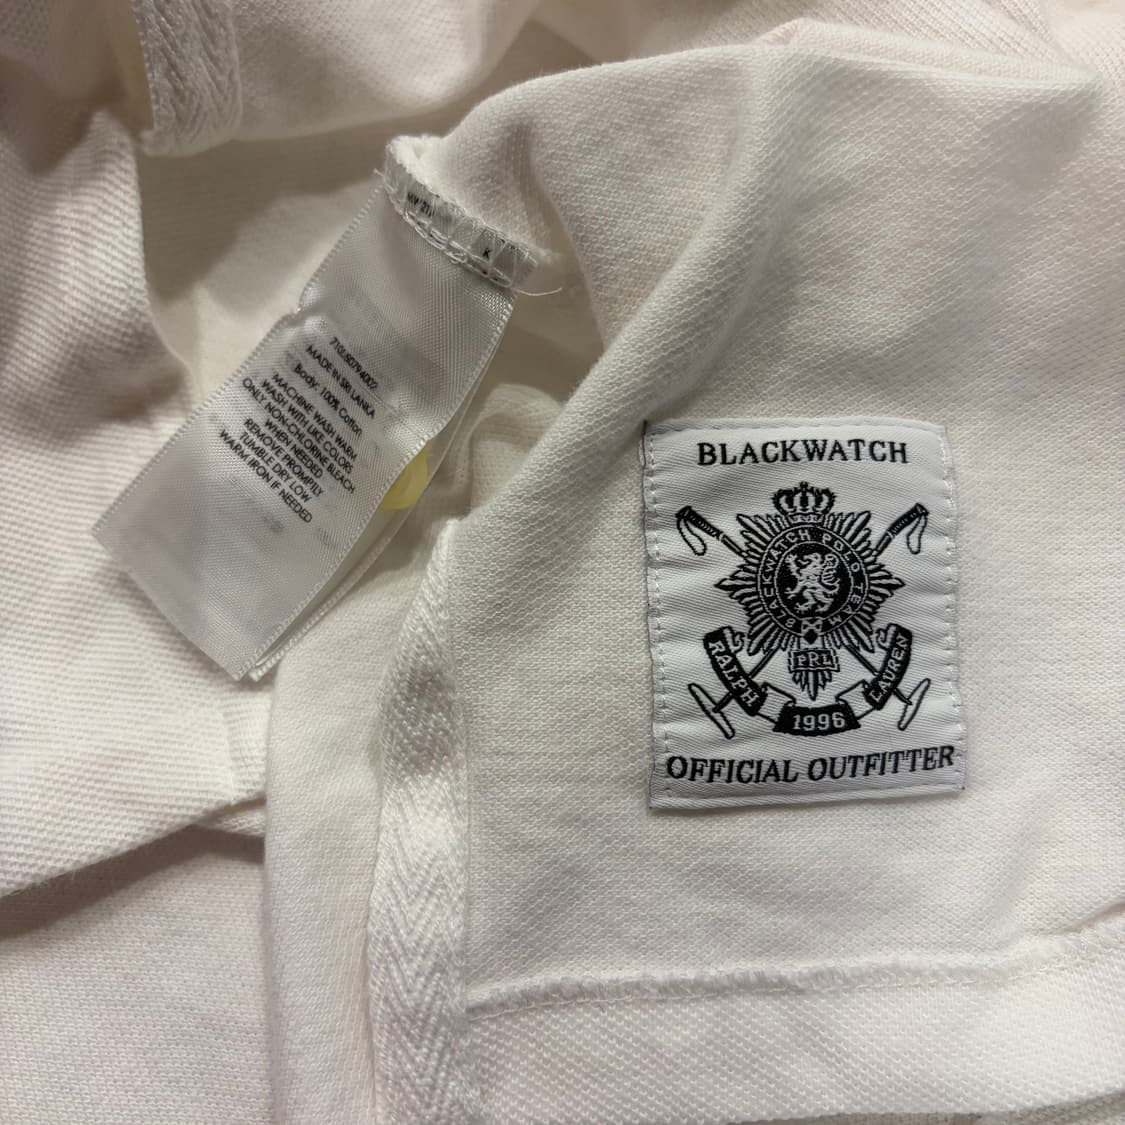 K
710650794002
MADE IN SRI LANKA
Body: 100% Cotton
MACHINE WASH WARM
WASH WITH LIKE COLORS
ONLY NON-CHLORINE BLEACH
WHEN NEEDED
REMOVE PROMPTLY
TUMBLE DRY LOW
WARM IRON IF NEEDED
BLACKWATCH
BLACKWATCH POLO TEAM
PRL
RALPH LAUREN
1996
OFFICIAL OUTFITTER